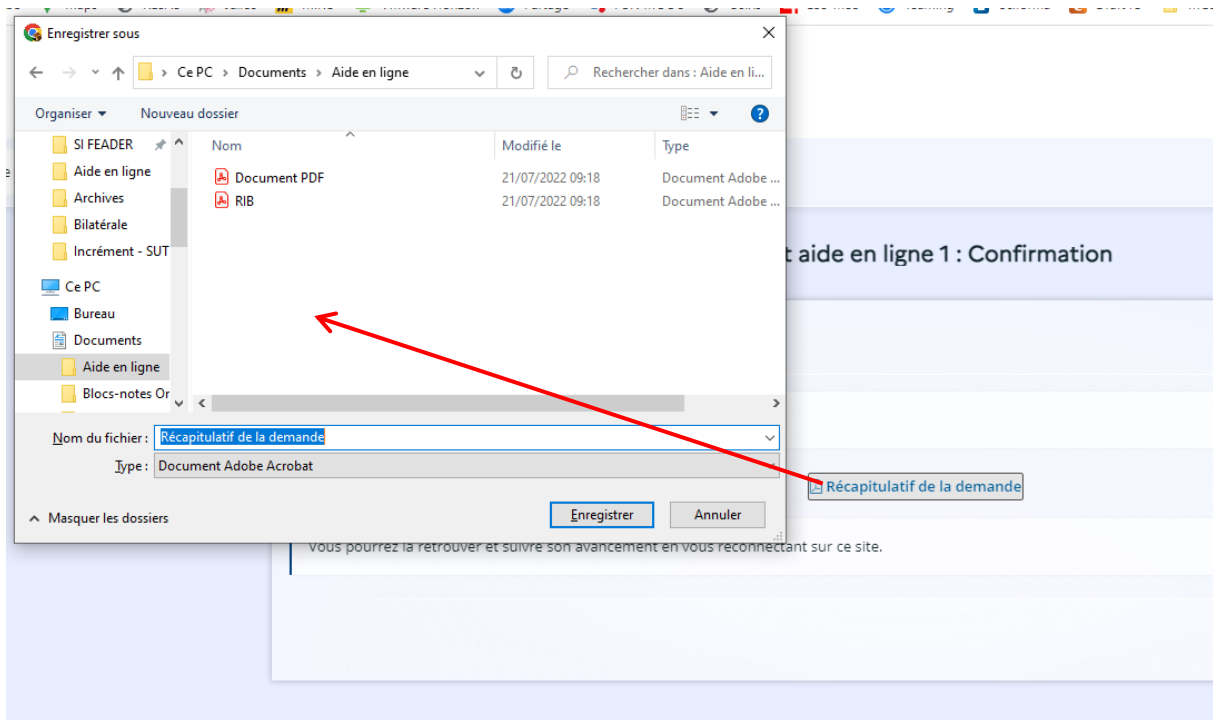 Enregistrer sous
Ce PC > Documents > Aide en ligne
Rechercher dans : Aide en li...
Organiser
Nouveau dossier
SI FEADER
Aide en ligne
Archives
Bilatérale
Incrément - SUT
Ce PC
Bureau
Documents
Aide en ligne
Blocs-notes Or
Nom
Modifié le
Type
Document PDF
21/07/2022 09:18
Document Adobe ...
RIB
21/07/2022 09:18
Document Adobe ...
Nom du fichier :
Récapitulatif de la demande
Type :
Document Adobe Acrobat
Masquer les dossiers
Enregistrer
Annuler
t aide en ligne 1 : Confirmation
Récapitulatif de la demande
Vous pourrez la retrouver et suivre son avancement en vous reconnectant sur ce site.